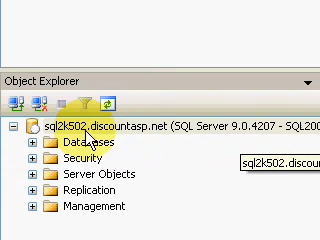 Object Explorer
sql2k502.discountasp.net (SQL Server 9.0.4207 - SQL200
Databases
Security
sql2k502.discou
Server Objects
Replication
Management